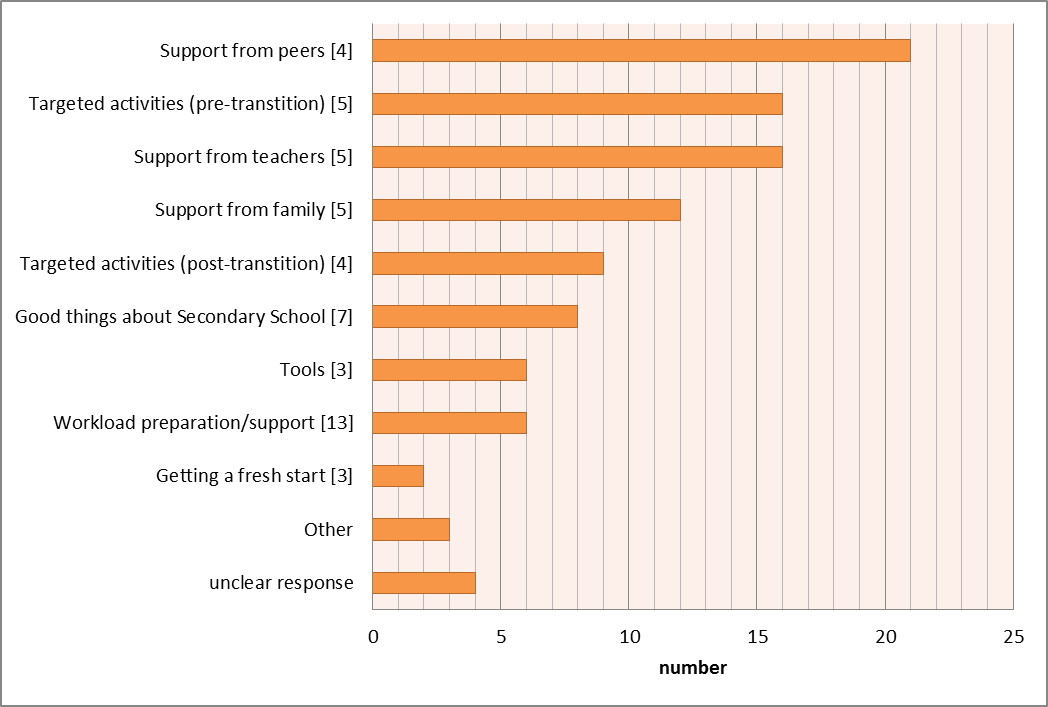 Support from peers [4]
Targeted activities (pre-transtition) [5]
Support from teachers [5]
Support from family [5]
Targeted activities (post-transtition) [4]
Good things about Secondary School [7]
Tools [3]
Workload preparation/support [13]
Getting a fresh start [3]
Other
unclear response
0 5 10 15 20 25
number